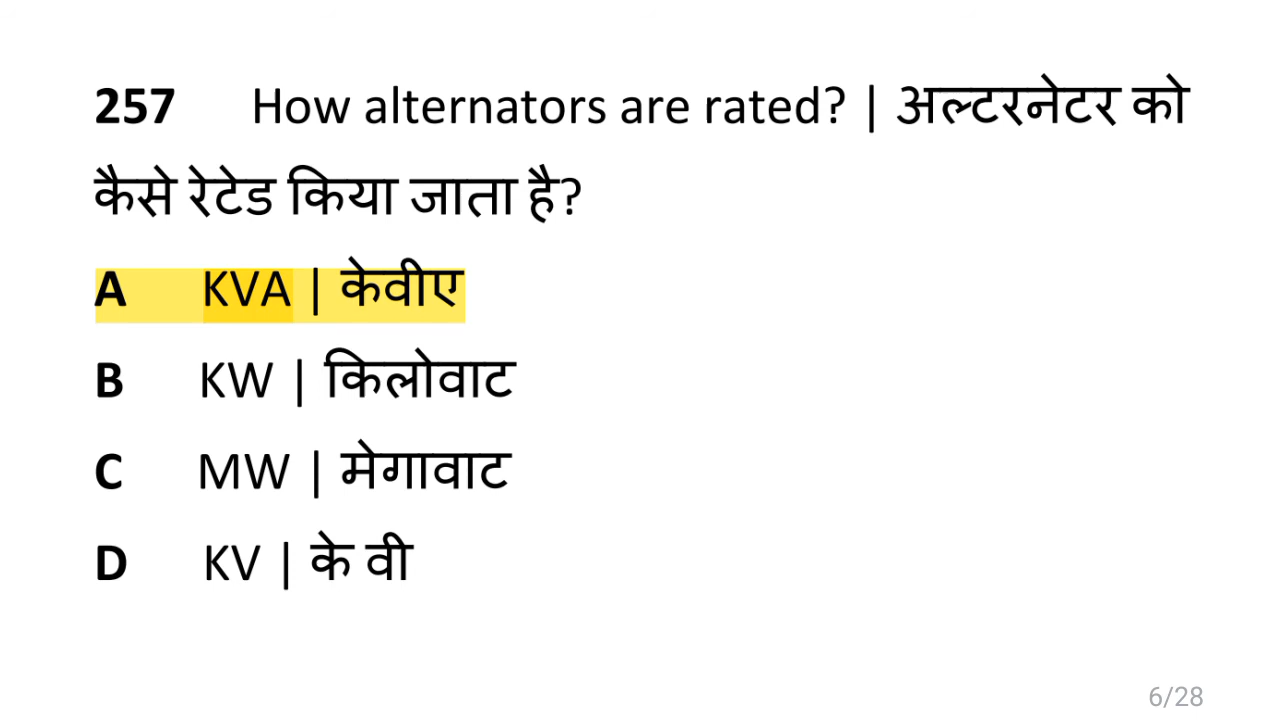 257 How alternators are rated? | अल्टरनेटर को
कैसे रेटेड किया जाता है?
A KVA | केवीए
B KW | किलोवाट
C MW | मेगावाट
D KV | के वी
6/28